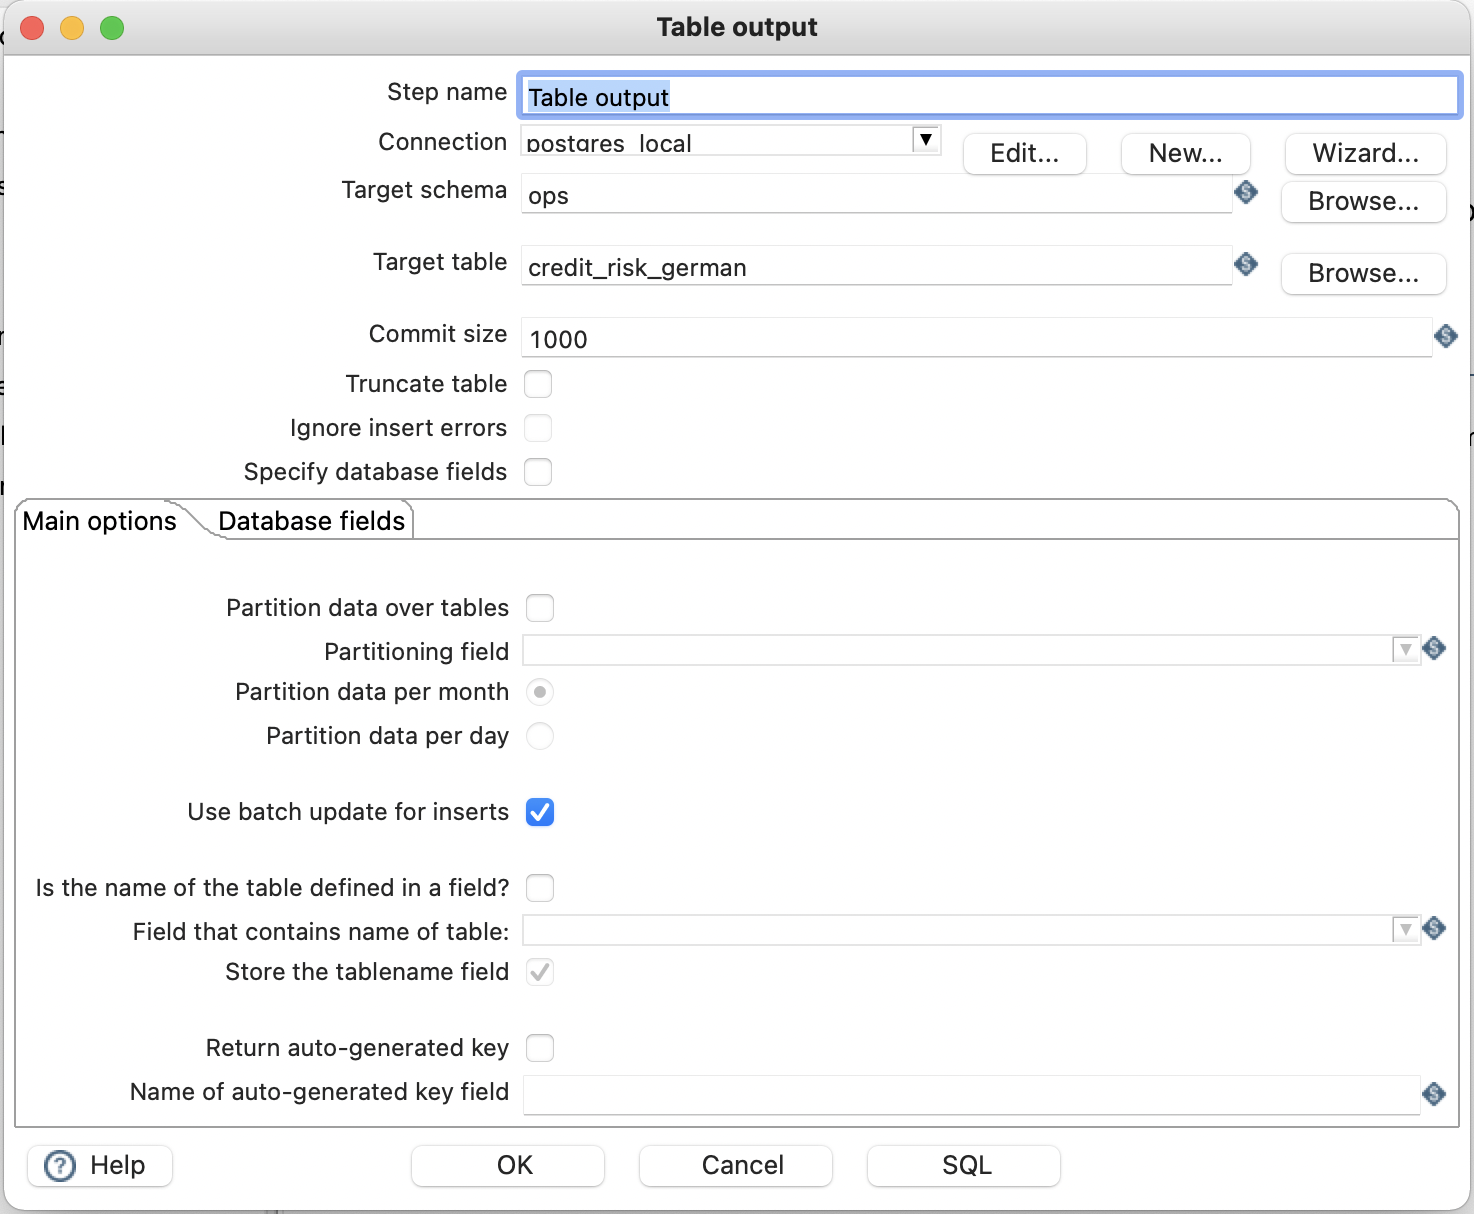 Table output
Step name Table output
Connection postgres_local Edit... New... Wizard...
Target schema ops Browse...
Target table credit_risk_german Browse...
Commit size 1000
Truncate table
Ignore insert errors
Specify database fields
Main options Database fields
Partition data over tables
Partitioning field
Partition data per month
Partition data per day
Use batch update for inserts
Is the name of the table defined in a field?
Field that contains name of table:
Store the tablename field
Return auto-generated key
Name of auto-generated key field
? Help OK Cancel SQL